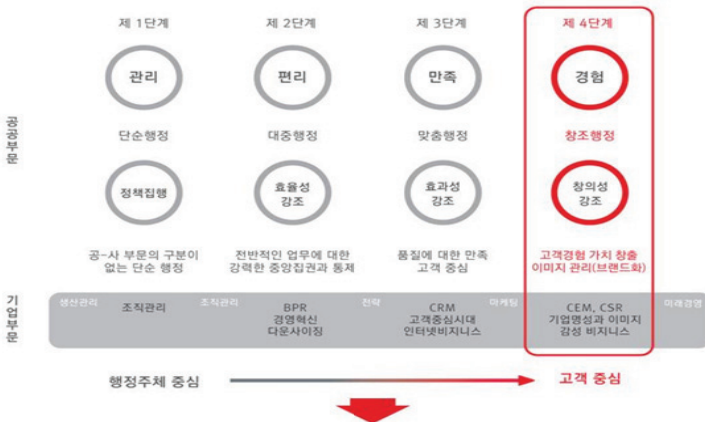 제 1단계
제 2단계
제 3단계
제 4단계
공공부문
관리
편리
만족
경험
단순행정
대중행정
맞춤행정
창조행정
정책집행
효율성
강조
효과성
강조
창의성
강조
공-사 부문의 구분이
없는 단순 행정
전반적인 업무에 대한
강력한 중앙집권과 통제
품질에 대한 만족
고객 중심
고객경험 가치 창출
이미지 관리(브랜드화)
기업부문
생산관리
조직관리
조직관리
BPR
경영혁신
다운사이징
전략
CRM
고객중심시대
인터넷비지니스
마케팅
CEM, CSR
기업명성과 이미지
감성 비지니스
미래경영
행정주체 중심
고객 중심